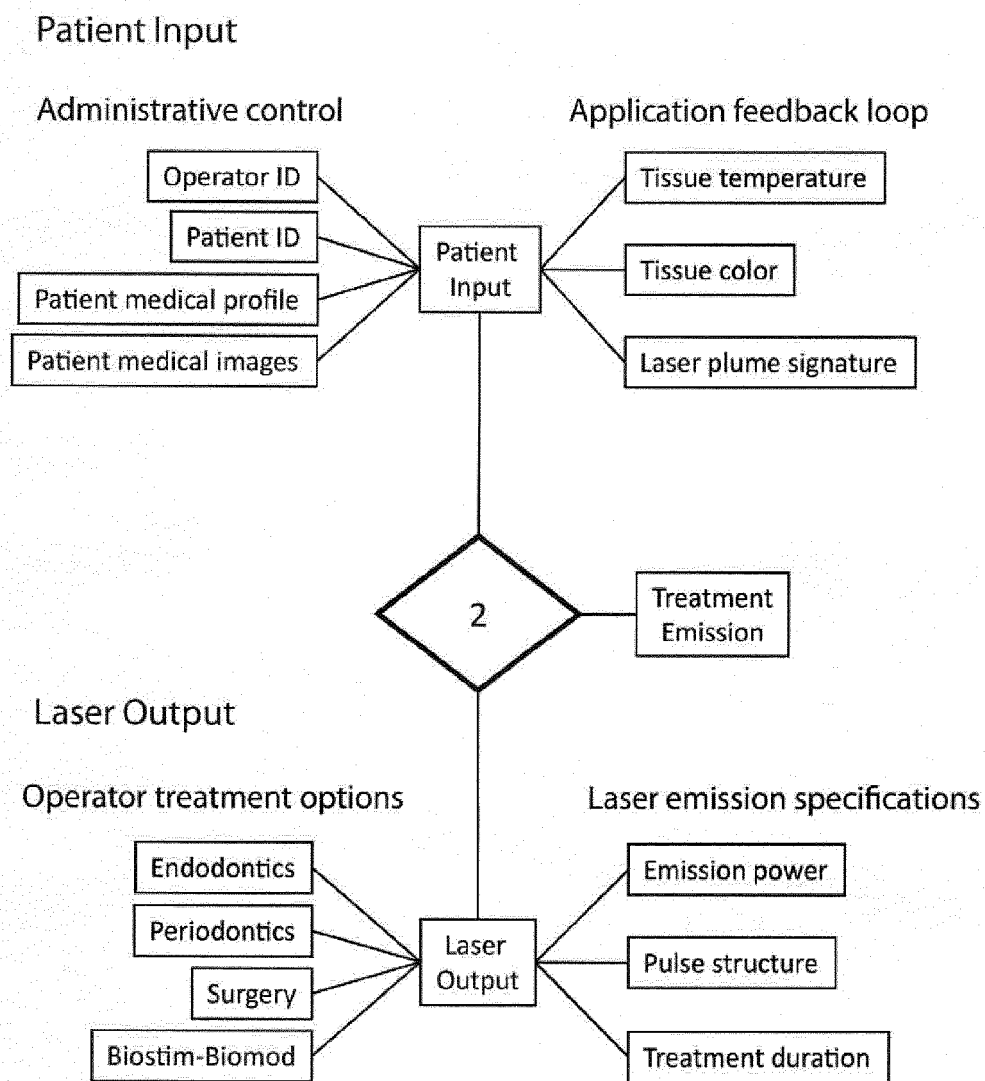 Patient Input
Administrative control
Application feedback loop
Operator ID
Patient ID
Patient medical profile
Patient medical images
Patient
Input
Tissue temperature
Tissue color
Laser plume signature
2
Treatment
Emission
Laser Output
Operator treatment options
Laser emission specifications
Endodontics
Periodontics
Surgery
Biostim-Biomod
Laser
Output
Emission power
Pulse structure
Treatment duration